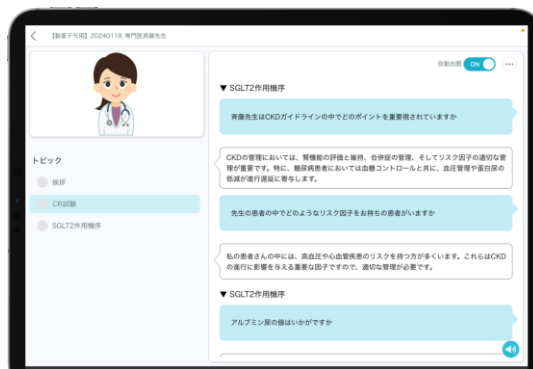 【製薬デモ用】20240118_専門医斉藤先生
自動出題 ON
▼ SGLT2作用機序
斉藤先生はCKDガイドラインの中でどのポイントを重要視されていますか
CKDの管理においては、腎機能の評価と維持、合併症の管理、そしてリスク因子の適切な管
理が重要です。特に、糖尿病患者においては血糖コントロールと共に、血圧管理や蛋白尿の
低減が進行遅延に寄与します。
トピック
挨拶
CR試験
SGLT2作用機序
先生の患者の中でどのようなリスク因子をお持ちの患者がいますか
私の患者さんの中には、高血圧や心血管疾患のリスクを持つ方が多くいます。これらはCKD
の進行に影響を与える重要な因子ですので、適切な管理が必要です。
▼ SGLT2作用機序
アルブミン尿の値はいかがですか